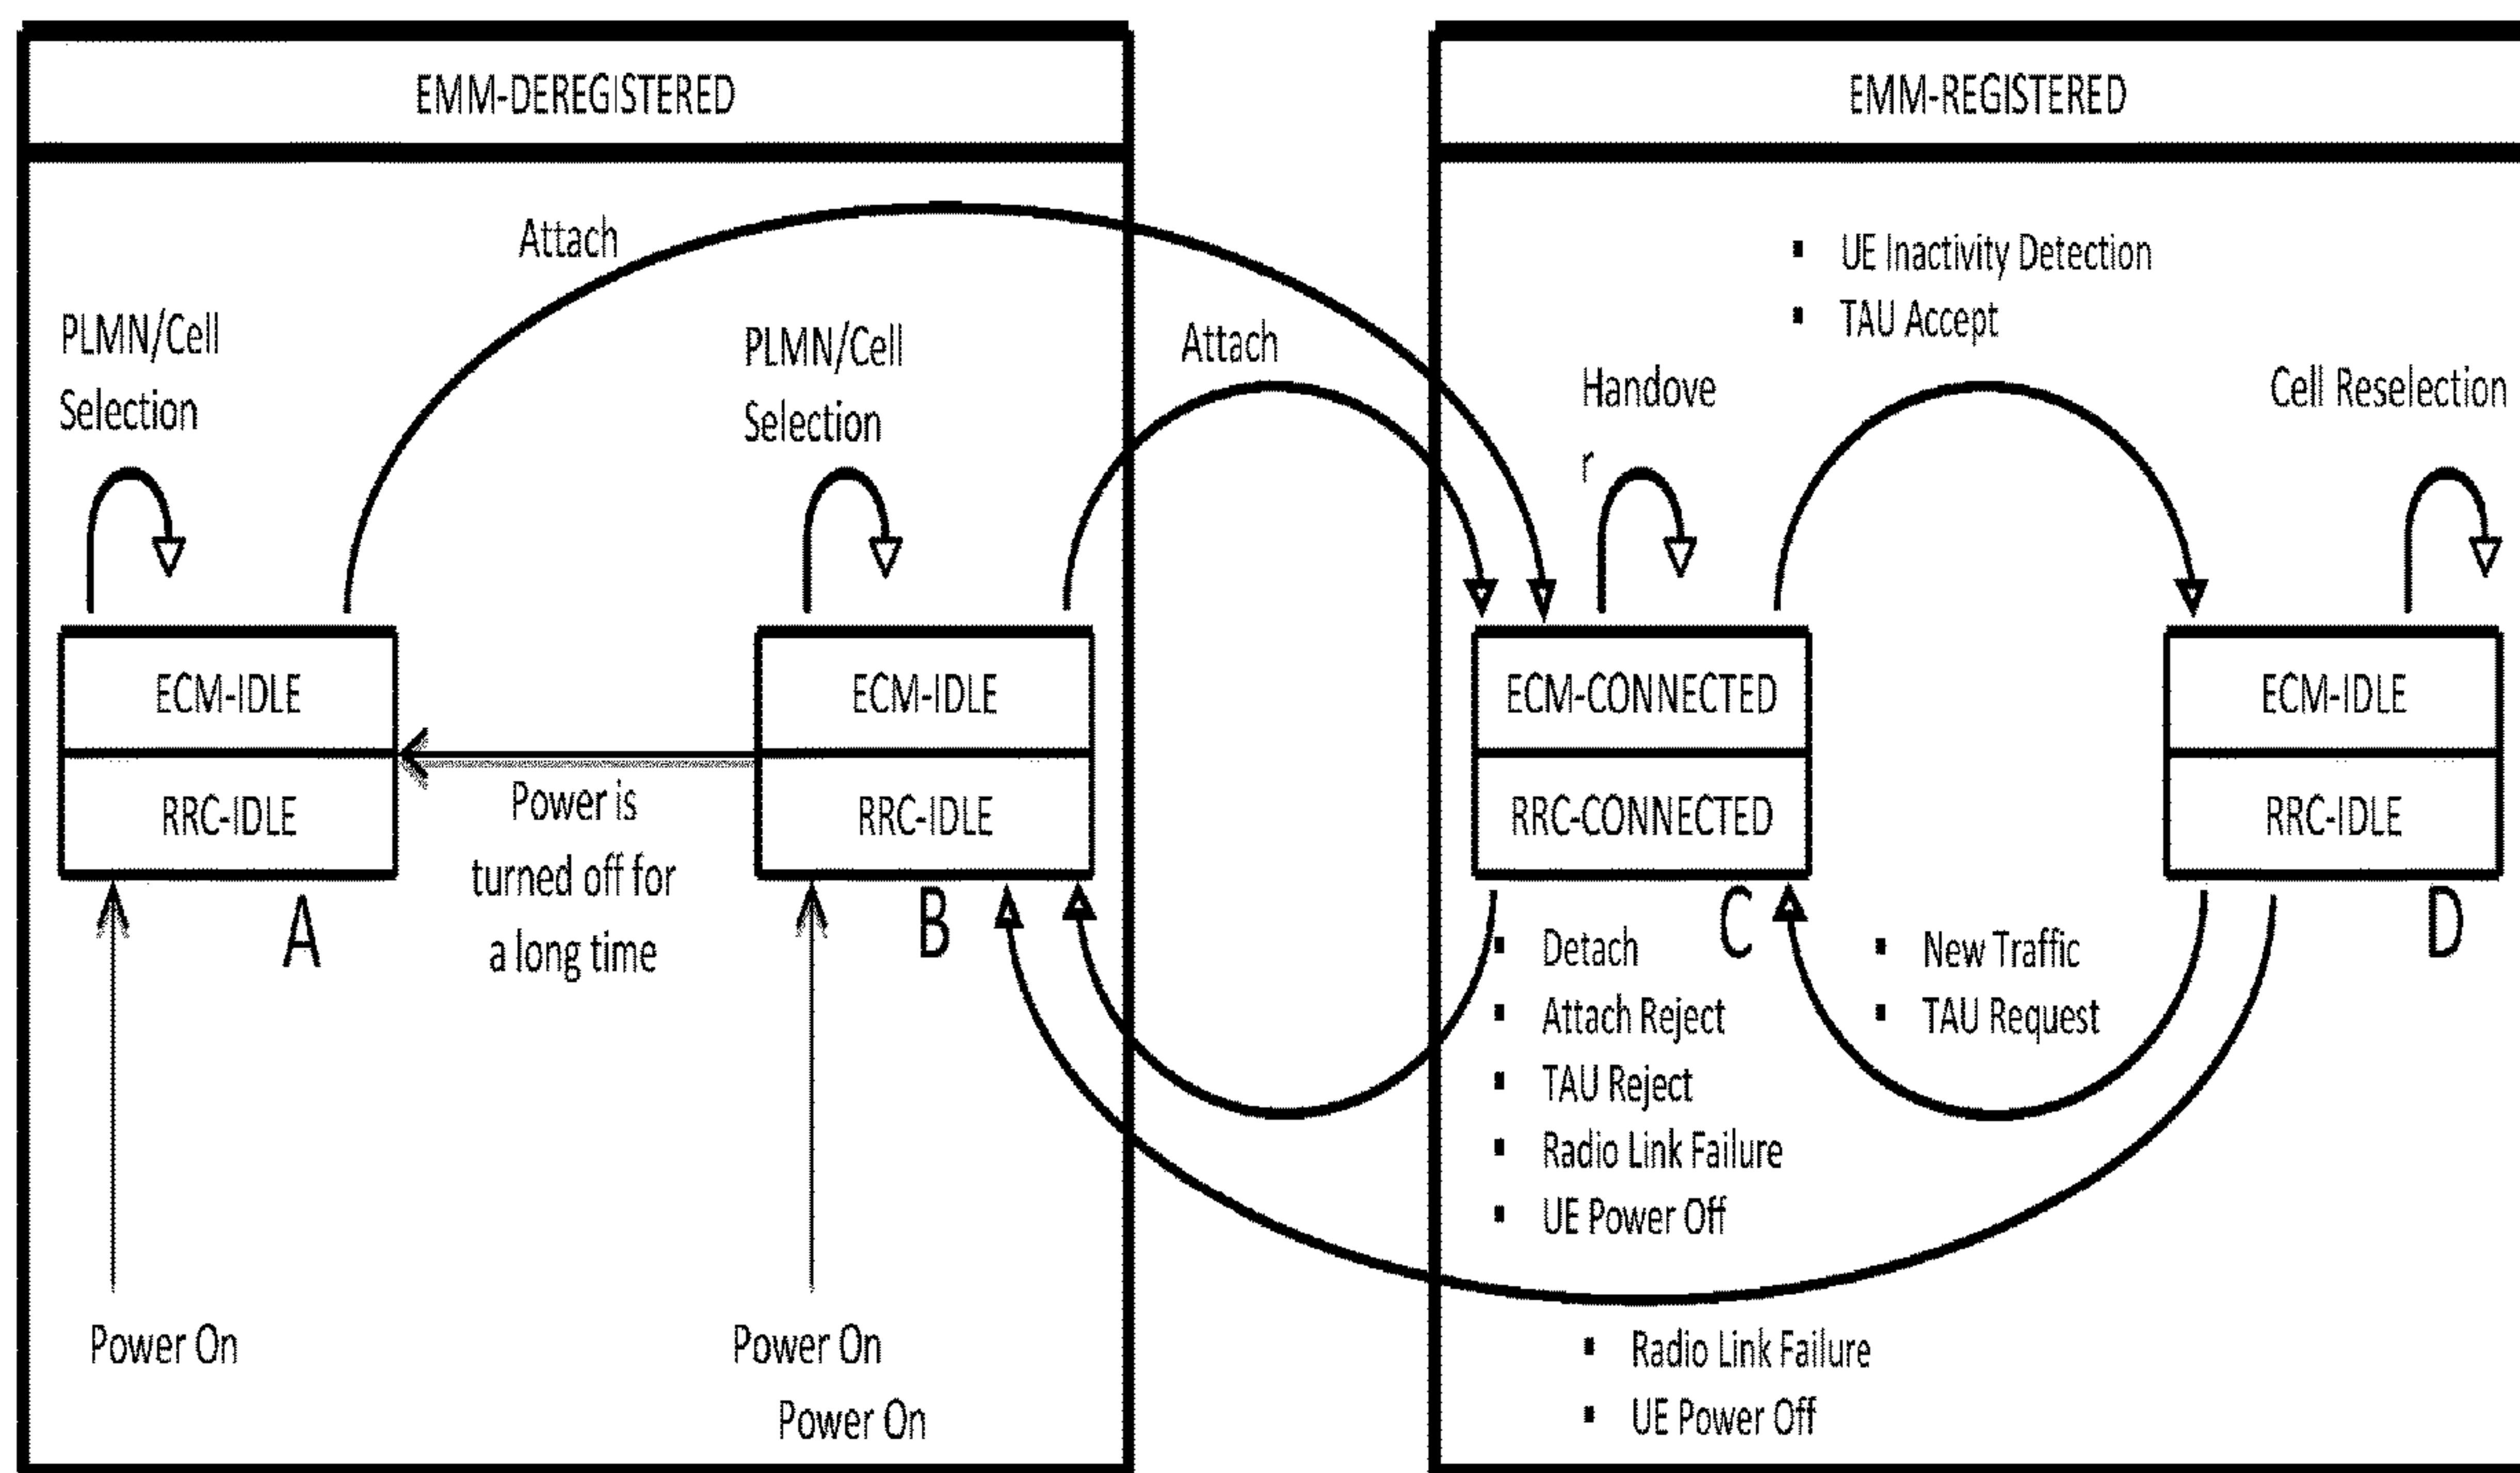 EMM-DEREGISTERED
EMM-REGISTERED
Attach
UE Inactivity Detection
TAU Accept
PLMN/Cell
Selection
PLMN/Cell
Selection
Attach
Handove
r
Cell Reselection
ECM-IDLE
RRC-IDLE
A
Power is
turned off for
a long time
ECM-IDLE
RRC-IDLE
B
ECM-CONNECTED
RRC-CONNECTED
C
ECM-IDLE
RRC-IDLE
D
Detach
Attach Reject
TAU Reject
Radio Link Failure
UE Power Off
New Traffic
TAU Request
Power On
Power On
Power On
Radio Link Failure
UE Power Off